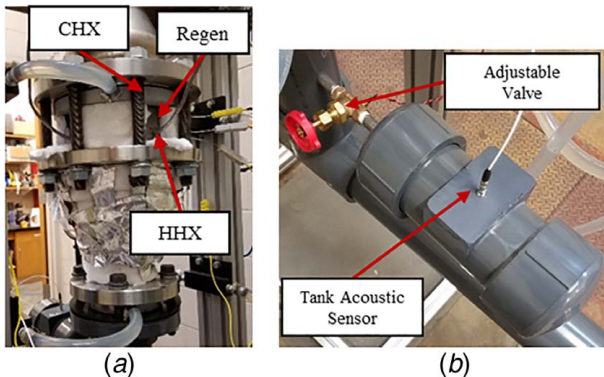 CHX
Regen
HHX
Adjustable
Valve
Tank Acoustic
Sensor
(a)
(b)